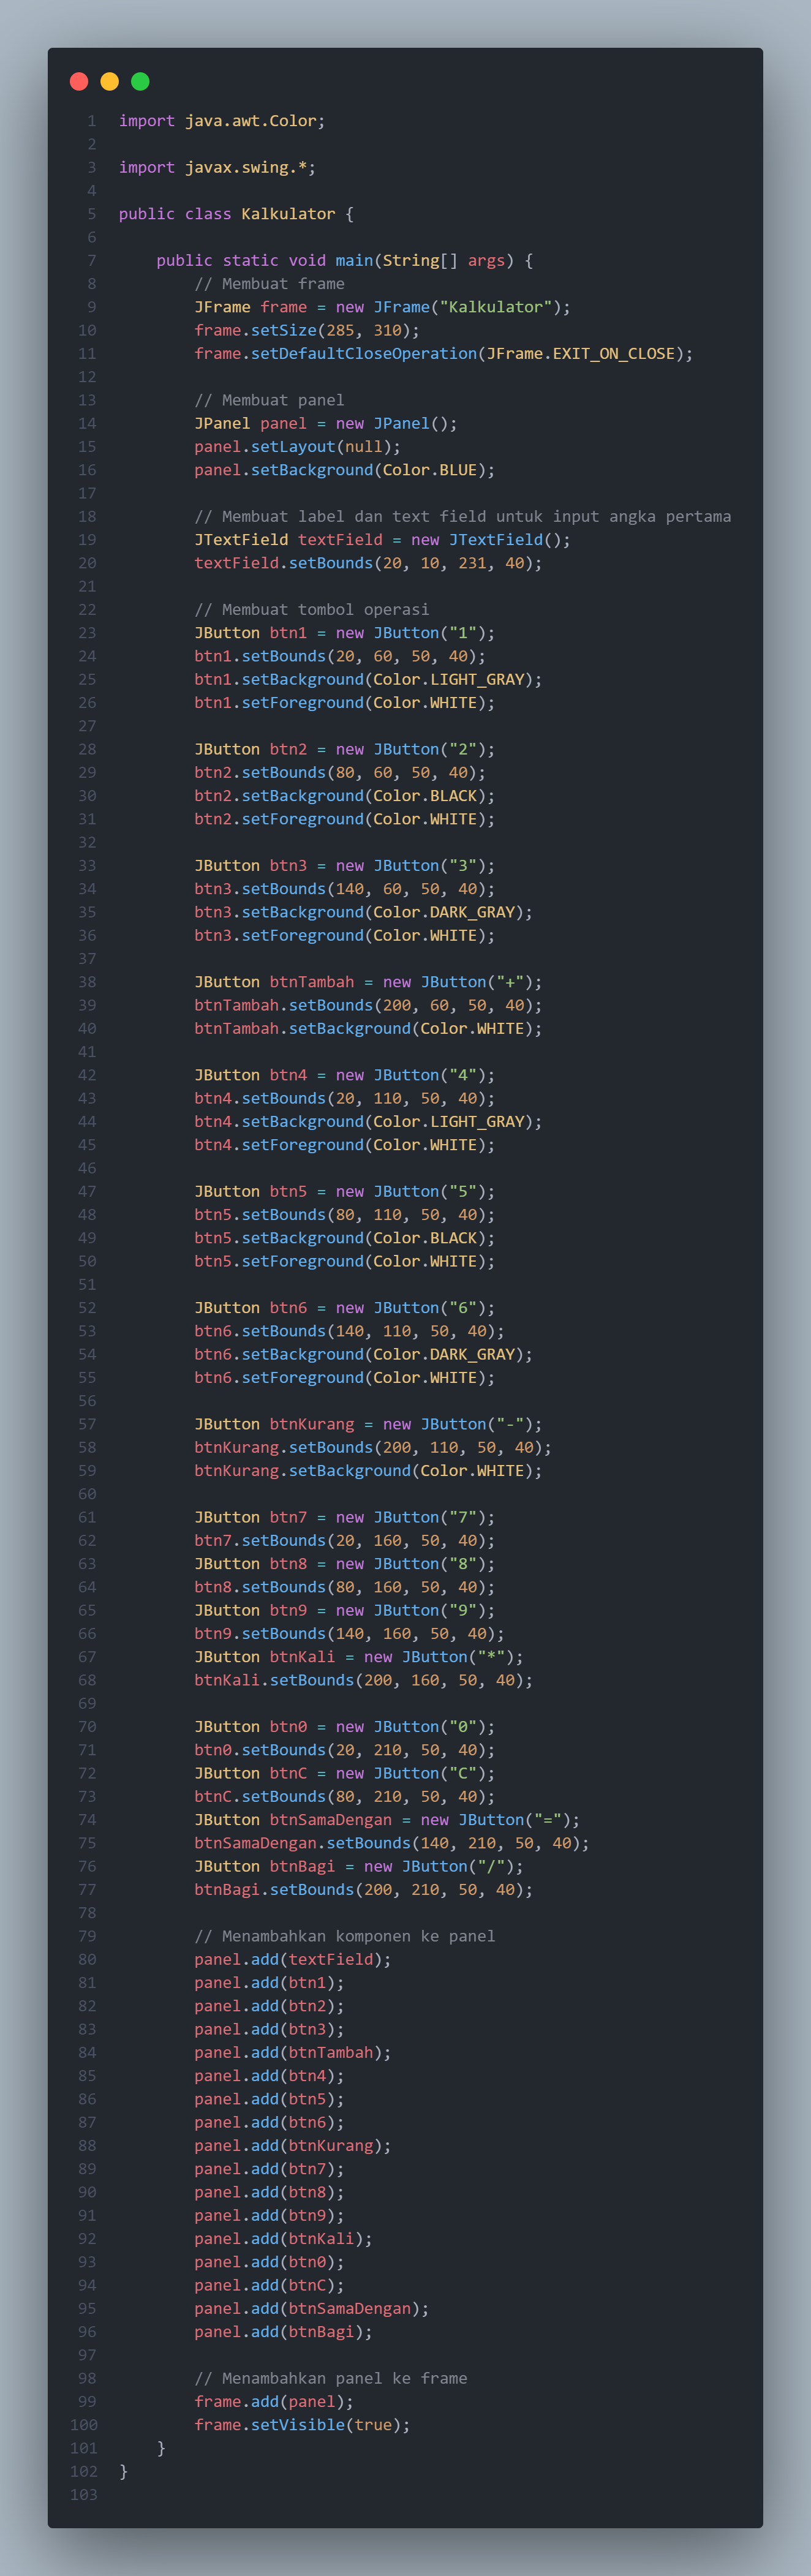 1 import java.awt.Color;
2
3 import javax.swing.*;
4
5 public class Kalkulator {
6
7     public static void main(String[] args) {
8         // Membuat frame
9         JFrame frame = new JFrame("Kalkulator");
10         frame.setSize(285, 310);
11         frame.setDefaultCloseOperation(JFrame.EXIT_ON_CLOSE);
12
13         // Membuat panel
14         JPanel panel = new JPanel();
15         panel.setLayout(null);
16         panel.setBackground(Color.BLUE);
17
18         // Membuat label dan text field untuk input angka pertama
19         JTextField textField = new JTextField();
20         textField.setBounds(20, 10, 231, 40);
21
22         // Membuat tombol operasi
23         JButton btn1 = new JButton("1");
24         btn1.setBounds(20, 60, 50, 40);
25         btn1.setBackground(Color.LIGHT_GRAY);
26         btn1.setForeground(Color.WHITE);
27
28         JButton btn2 = new JButton("2");
29         btn2.setBounds(80, 60, 50, 40);
30         btn2.setBackground(Color.BLACK);
31         btn2.setForeground(Color.WHITE);
32
33         JButton btn3 = new JButton("3");
34         btn3.setBounds(140, 60, 50, 40);
35         btn3.setBackground(Color.DARK_GRAY);
36         btn3.setForeground(Color.WHITE);
37
38         JButton btnTambah = new JButton("+");
39         btnTambah.setBounds(200, 60, 50, 40);
40         btnTambah.setBackground(Color.WHITE);
41
42         JButton btn4 = new JButton("4");
43         btn4.setBounds(20, 110, 50, 40);
44         btn4.setBackground(Color.LIGHT_GRAY);
45         btn4.setForeground(Color.WHITE);
46
47         JButton btn5 = new JButton("5");
48         btn5.setBounds(80, 110, 50, 40);
49         btn5.setBackground(Color.BLACK);
50         btn5.setForeground(Color.WHITE);
51
52         JButton btn6 = new JButton("6");
53         btn6.setBounds(140, 110, 50, 40);
54         btn6.setBackground(Color.DARK_GRAY);
55         btn6.setForeground(Color.WHITE);
56
57         JButton btnKurang = new JButton("-");
58         btnKurang.setBounds(200, 110, 50, 40);
59         btnKurang.setBackground(Color.WHITE);
60
61         JButton btn7 = new JButton("7");
62         btn7.setBounds(20, 160, 50, 40);
63         JButton btn8 = new JButton("8");
64         btn8.setBounds(80, 160, 50, 40);
65         JButton btn9 = new JButton("9");
66         btn9.setBounds(140, 160, 50, 40);
67         JButton btnKali = new JButton("*");
68         btnKali.setBounds(200, 160, 50, 40);
69
70         JButton btn0 = new JButton("0");
71         btn0.setBounds(20, 210, 50, 40);
72         JButton btnC = new JButton("C");
73         btnC.setBounds(80, 210, 50, 40);
74         JButton btnSamaDengan = new JButton("=");
75         btnSamaDengan.setBounds(140, 210, 50, 40);
76         JButton btnBagi = new JButton("/");
77         btnBagi.setBounds(200, 210, 50, 40);
78
79         // Menambahkan komponen ke panel
80         panel.add(textField);
81         panel.add(btn1);
82         panel.add(btn2);
83         panel.add(btn3);
84         panel.add(btnTambah);
85         panel.add(btn4);
86         panel.add(btn5);
87         panel.add(btn6);
88         panel.add(btnKurang);
89         panel.add(btn7);
90         panel.add(btn8);
91         panel.add(btn9);
92         panel.add(btnKali);
93         panel.add(btn0);
94         panel.add(btnC);
95         panel.add(btnSamaDengan);
96         panel.add(btnBagi);
97
98         // Menambahkan panel ke frame
99         frame.add(panel);
100         frame.setVisible(true);
101     }
102 }
103